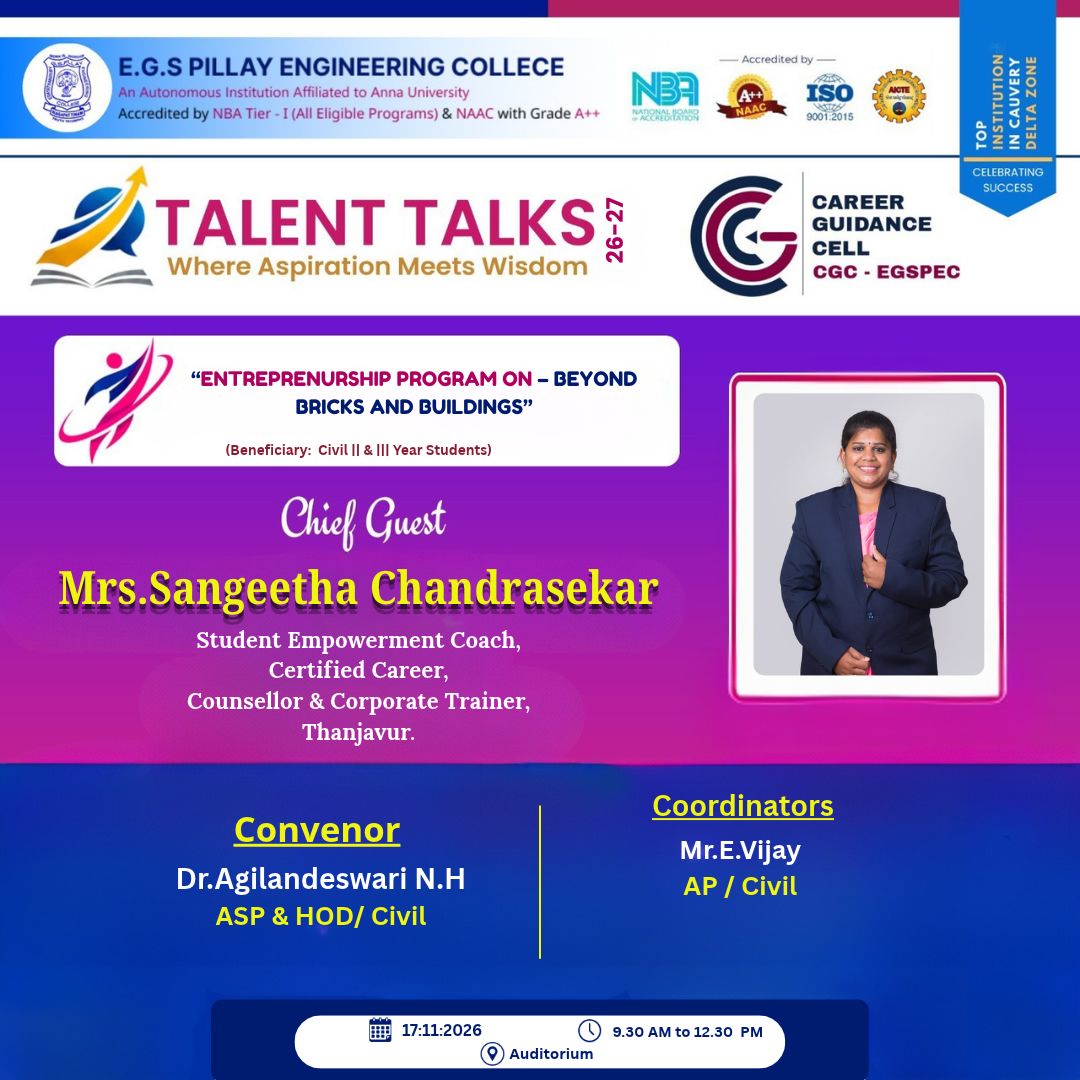 E.G.S PILLAY ENGINEERING COLLECE
An Autonomous Institution Affiliated to Anna University
Accredited by NBA Tier - I (All Eligible Programs) & NAAC with Grade A++
Accredited by
NBA
NATIONAL BOARD
OF ACCREDITATION
A++
NAAC
ISO
9001:2015
AICTE
TOP
INSTITUTION
IN CAUVERY
DELTA ZONE
CELEBRATING
SUCCESS
TALENT TALKS
26-27
Where Aspiration Meets Wisdom
CAREER
GUIDANCE
CELL
CGC - EGSPEC
“ENTREPRENURSHIP PROGRAM ON – BEYOND
BRICKS AND BUILDINGS”
(Beneficiary: Civil || & ||| Year Students)
Chief Guest
Mrs.Sangeetha Chandrasekar
Student Empowerment Coach,
Certified Career,
Counsellor & Corporate Trainer,
Thanjavur.
Convenor
Dr.Agilandeswari N.H
ASP & HOD/ Civil
Coordinators
Mr.E.Vijay
AP / Civil
17:11:2026
9.30 AM to 12.30 PM
Auditorium